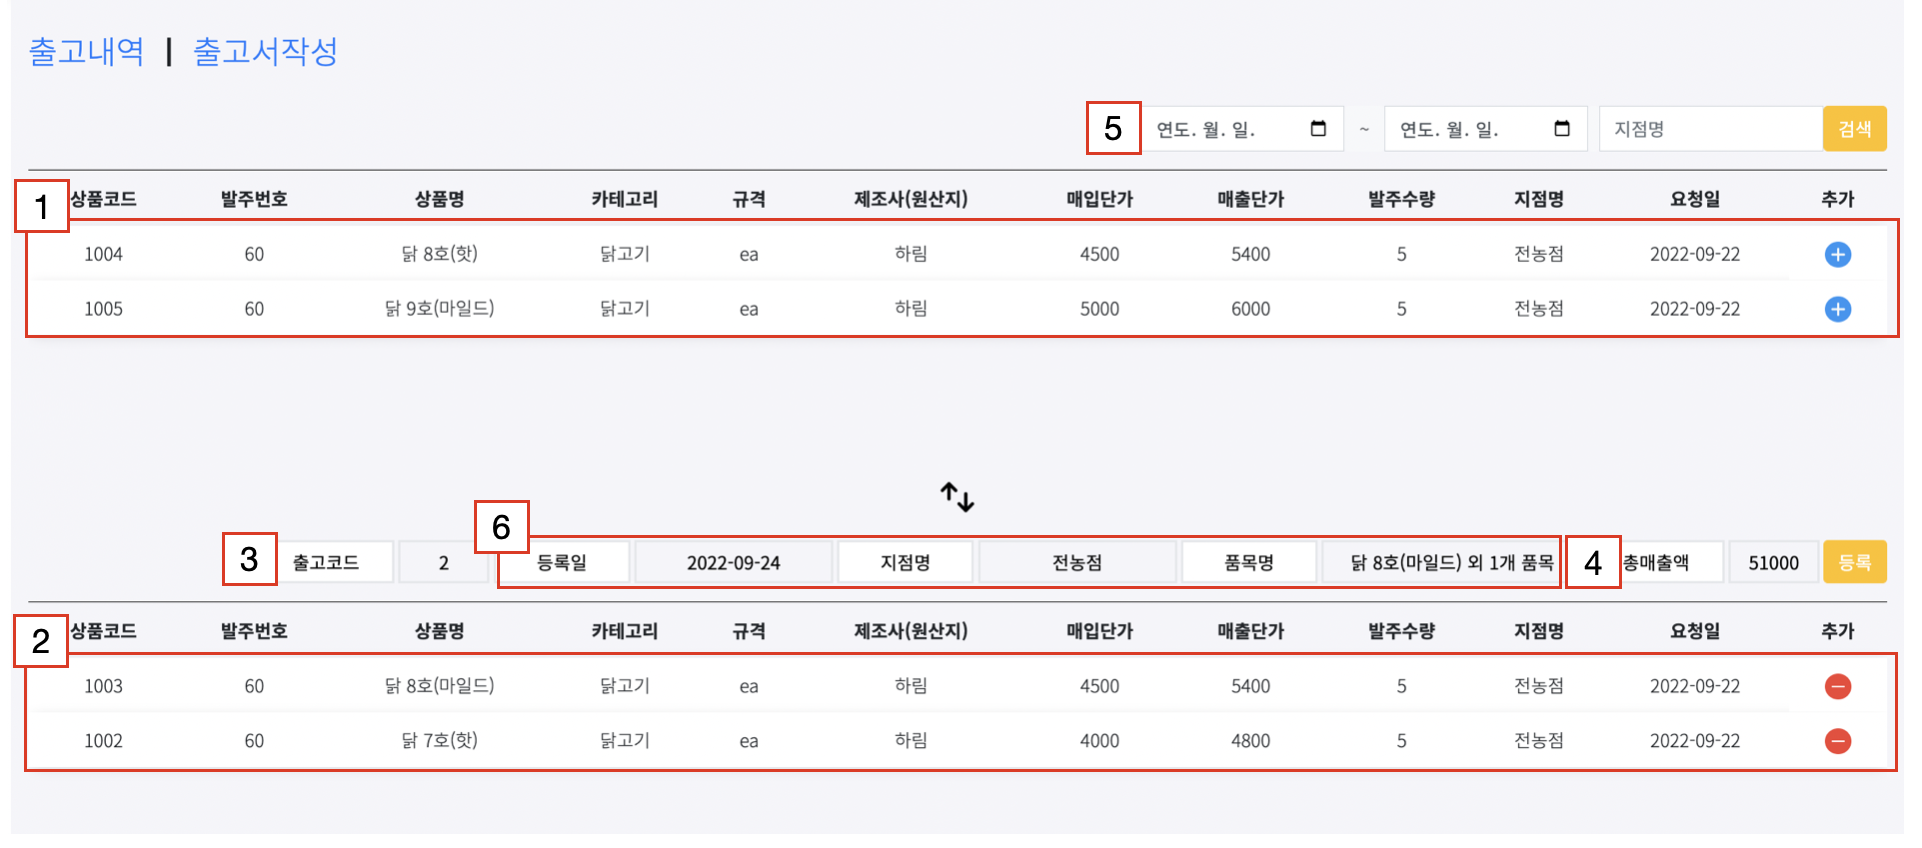 출고내역 | 출고서작성
5 연도. 월. 일. ~ 연도. 월. 일. 지점명 검색
1 상품코드 발주번호 상품명 카테고리 규격 제조사(원산지) 매입단가 매출단가 발주수량 지점명 요청일 추가
1004 60 닭 8호(핫) 닭고기 ea 하림 4500 5400 5 전농점 2022-09-22
1005 60 닭 9호(마일드) 닭고기 ea 하림 5000 6000 5 전농점 2022-09-22
3 출고코드 2 6 등록일 2022-09-24 지점명 전농점 품목명 닭 8호(마일드) 외 1개 품목 4 총매출액 51000 등록
2 상품코드 발주번호 상품명 카테고리 규격 제조사(원산지) 매입단가 매출단가 발주수량 지점명 요청일 추가
1003 60 닭 8호(마일드) 닭고기 ea 하림 4500 5400 5 전농점 2022-09-22
1002 60 닭 7호(핫) 닭고기 ea 하림 4000 4800 5 전농점 2022-09-22